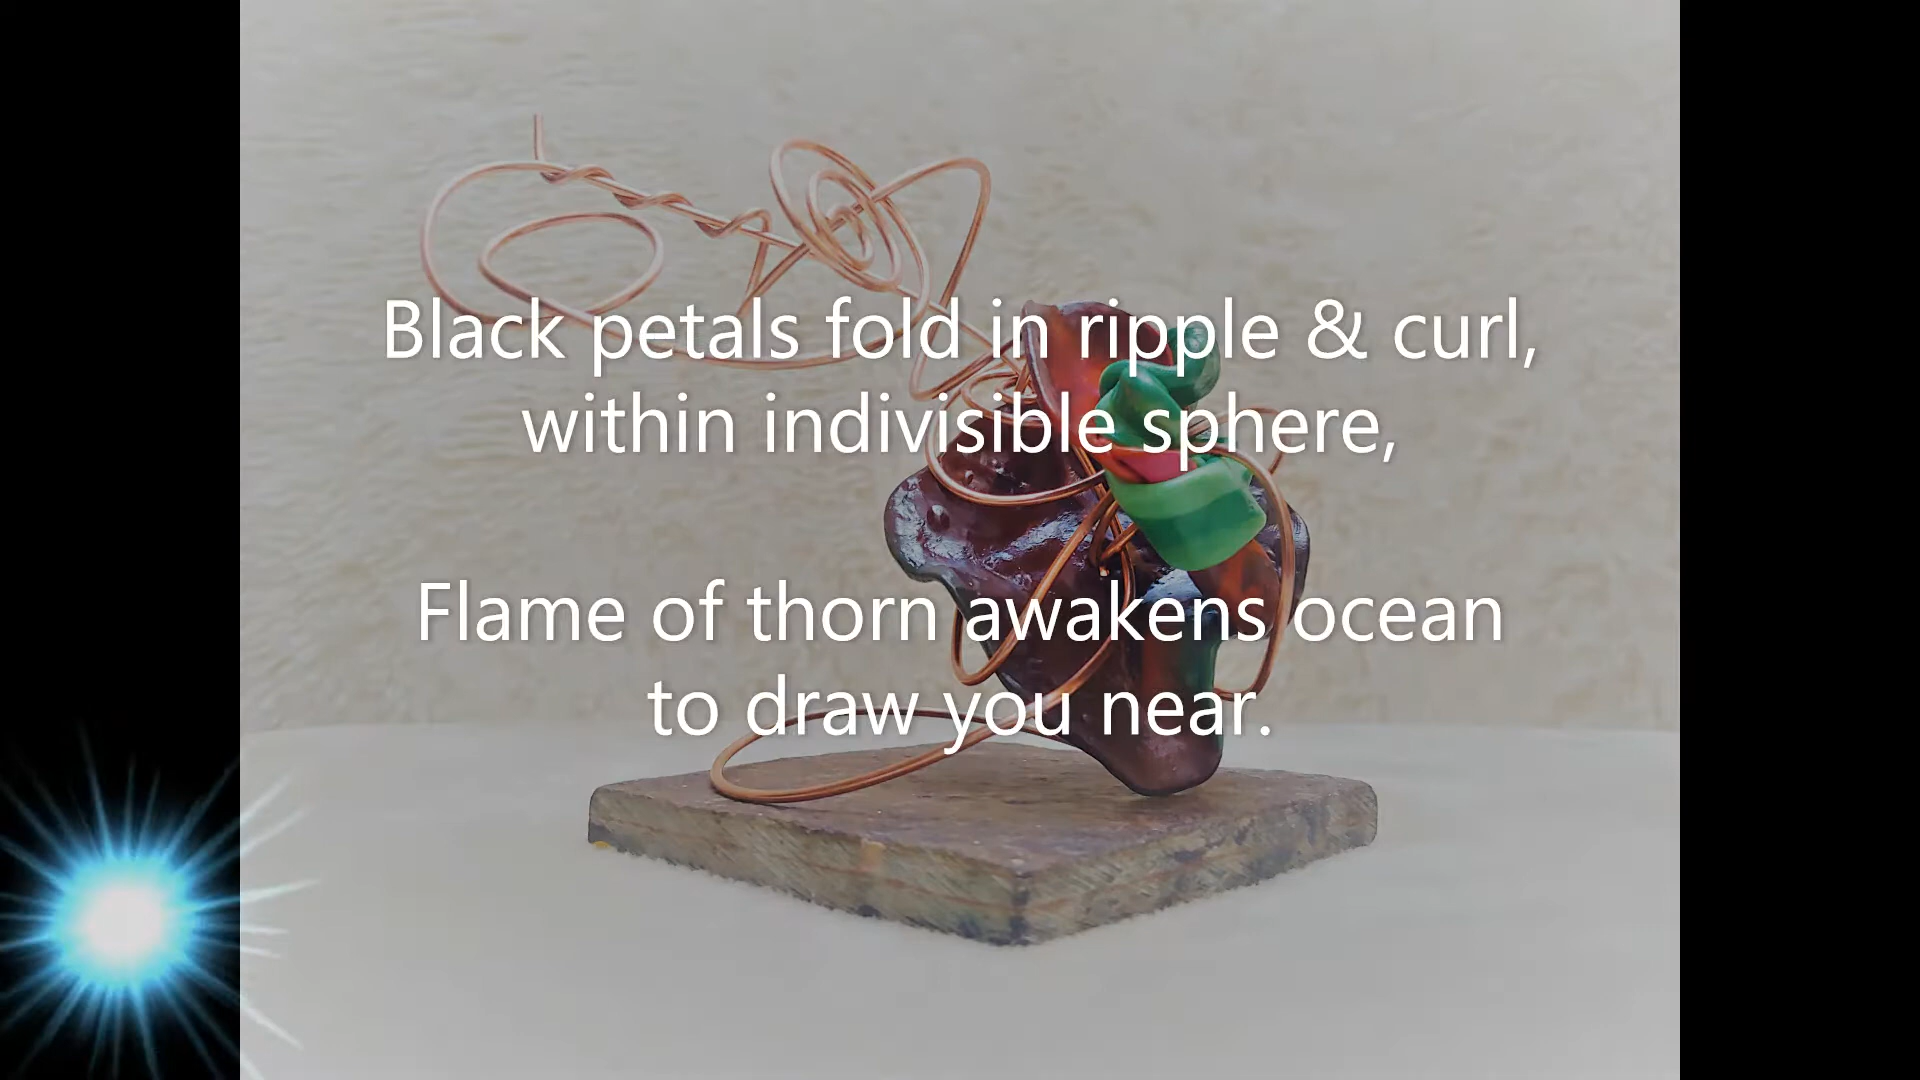 Black petals fold in ripple & curl,
within indivisible sphere,
Flame of thorn awakens ocean
to draw you near.